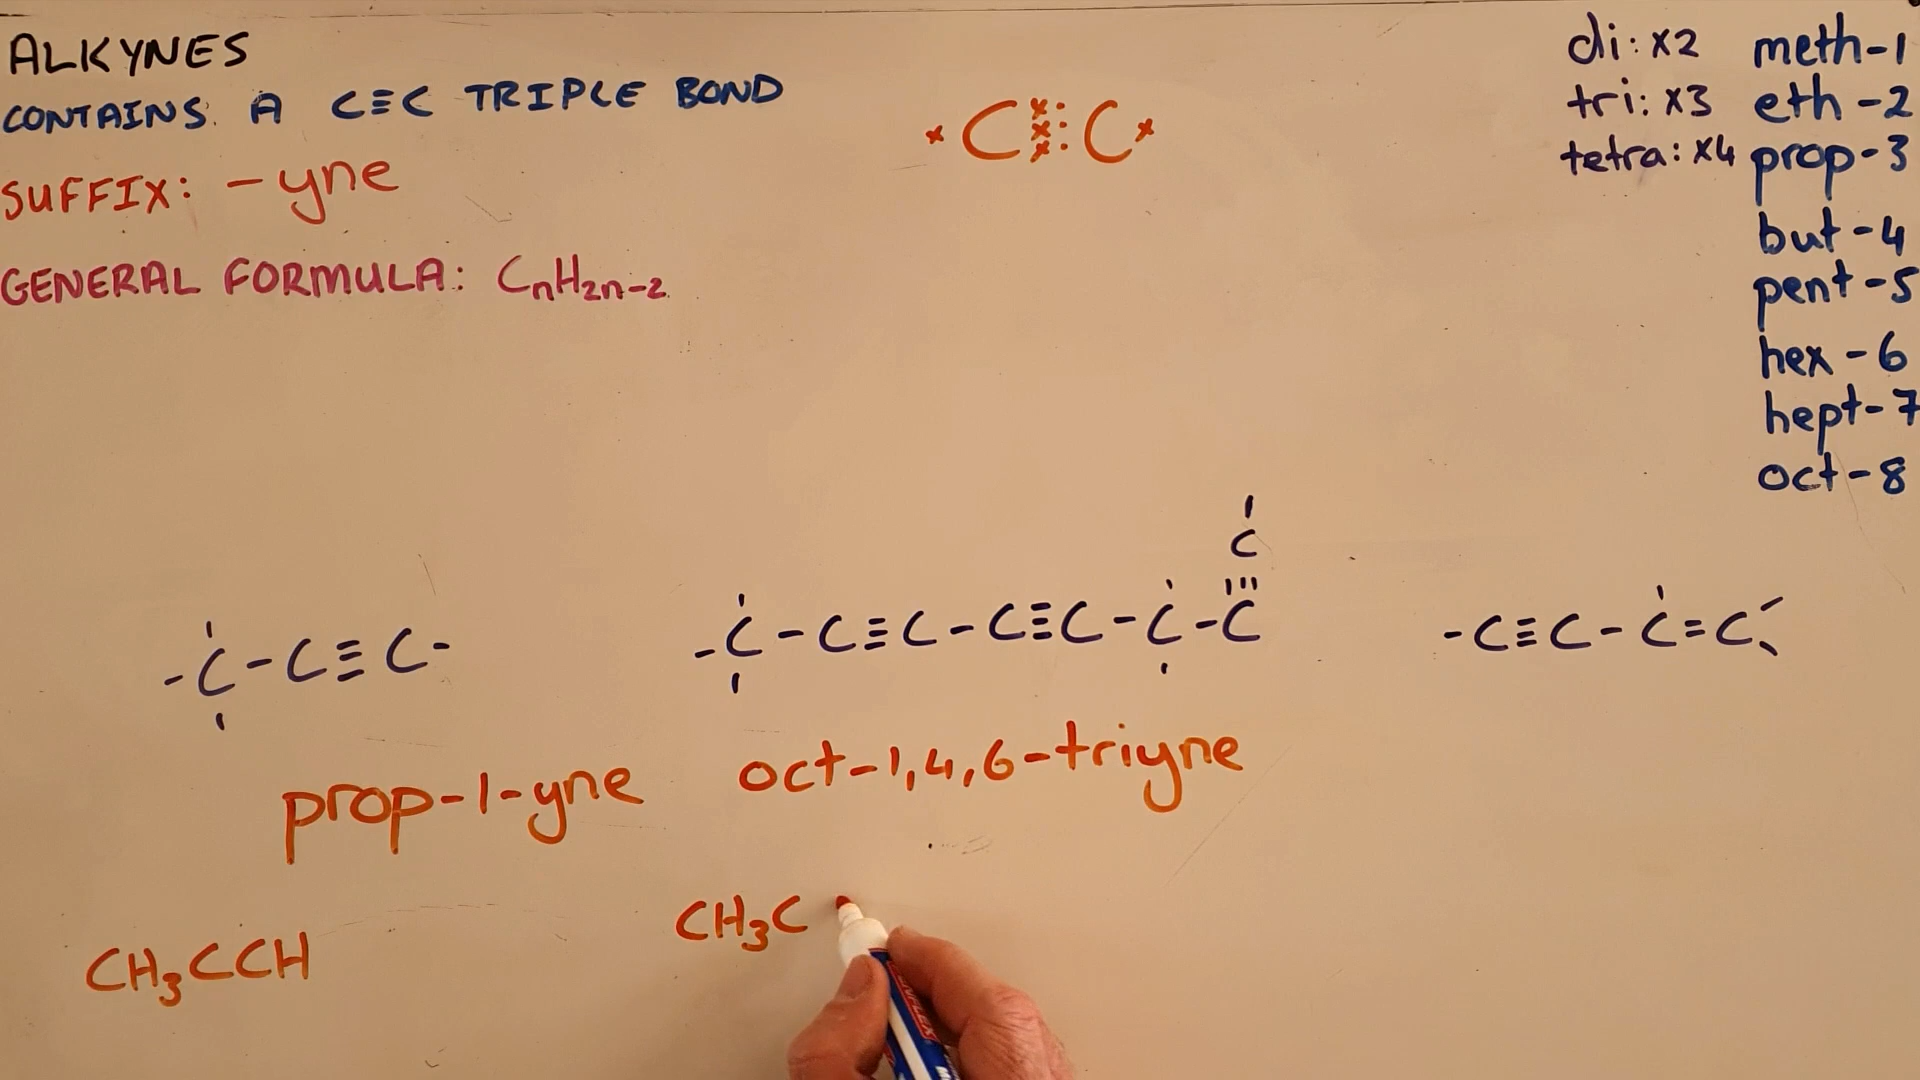 ALKYNES
CONTAINS A C≡C TRIPLE BOND
SUFFIX: -yne
GENERAL FORMULA: CnH2n-2
C C
di: x2
tri: x3
tetra: x4
meth-1
eth-2
prop-3
but-4
pent-5
hex-6
hept-7
oct-8
-C-C≡C-
C
-C-C≡C-C≡C-C-C
-C≡C-C=C
prop-1-yne
oct-1,4,6-triyne
CH3CCH
CH3C